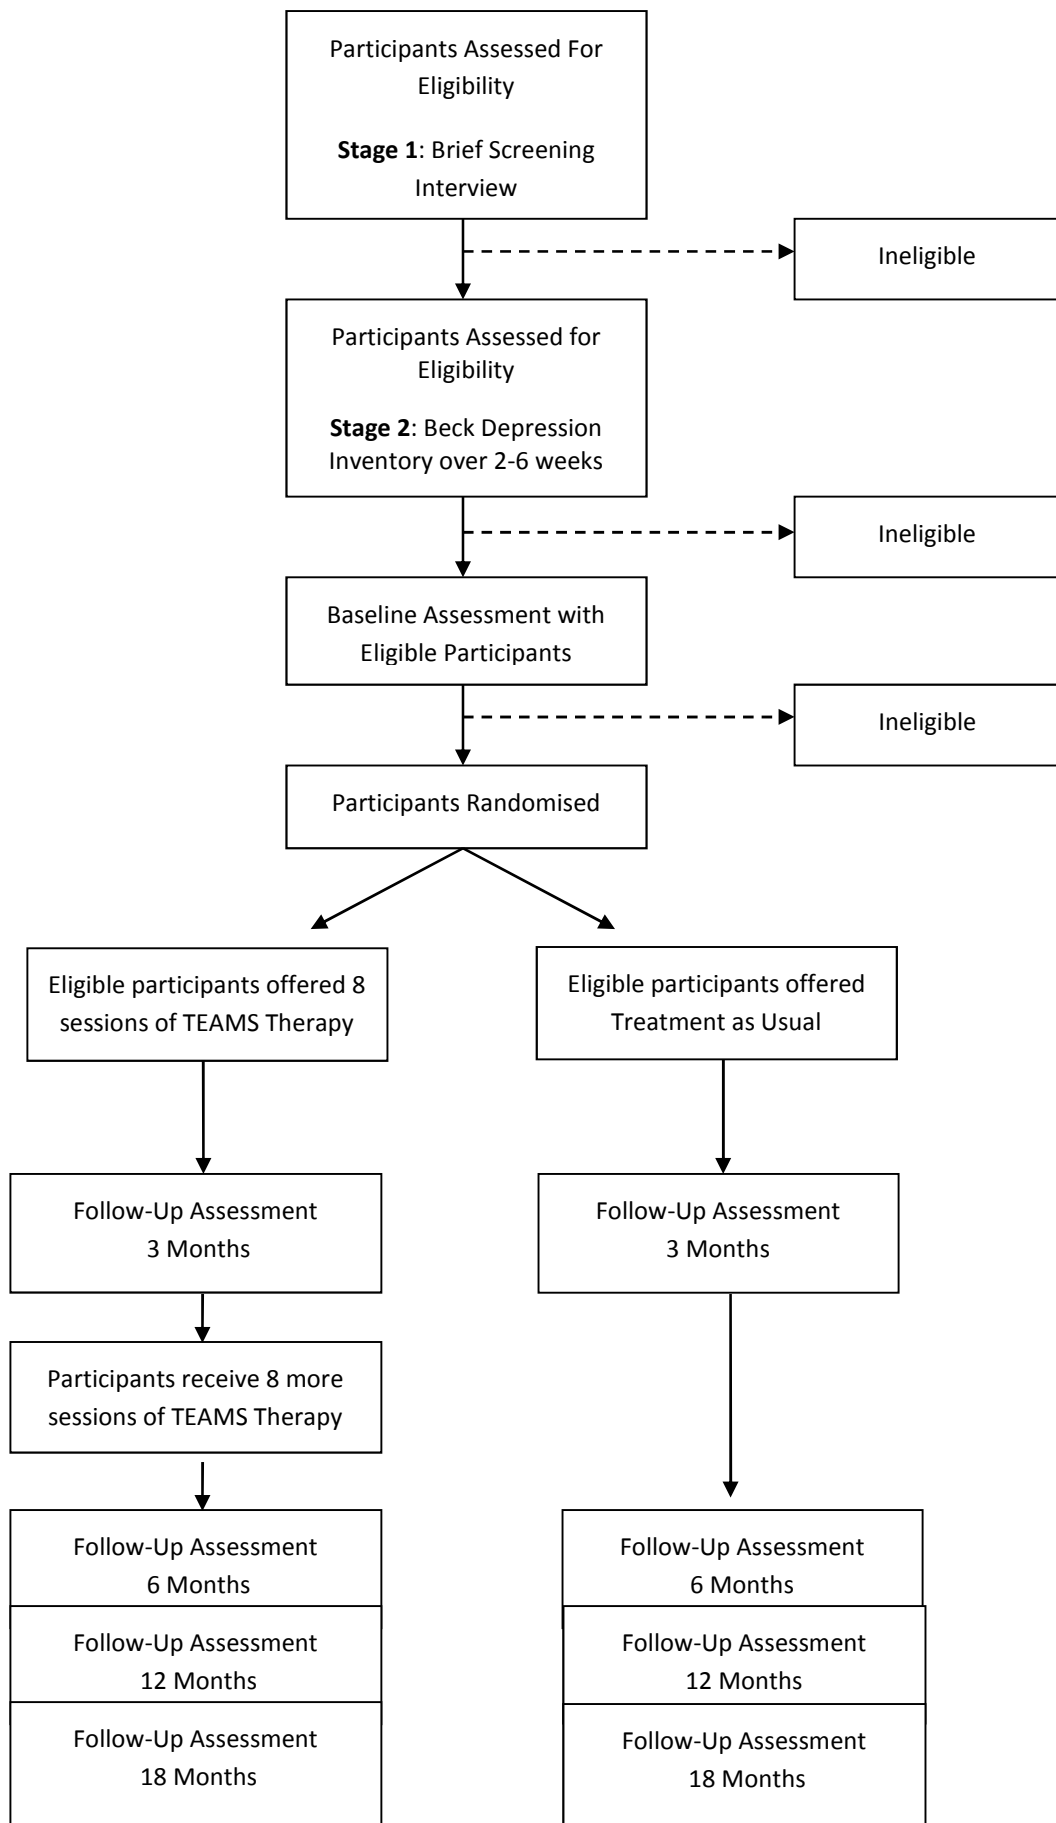 Participants Assessed For
Eligibility
Stage 1: Brief Screening
Interview
Ineligible
Participants Assessed for
Eligibility
Stage 2: Beck Depression
Inventory over 2-6 weeks
Ineligible
Baseline Assessment with
Eligible Participants
Ineligible
Participants Randomised
Eligible participants offered 8
sessions of TEAMS Therapy
Eligible participants offered
Treatment as Usual
Follow-Up Assessment
3 Months
Follow-Up Assessment
3 Months
Participants receive 8 more
sessions of TEAMS Therapy
Follow-Up Assessment
6 Months
Follow-Up Assessment
6 Months
Follow-Up Assessment
12 Months
Follow-Up Assessment
12 Months
Follow-Up Assessment
18 Months
Follow-Up Assessment
18 Months